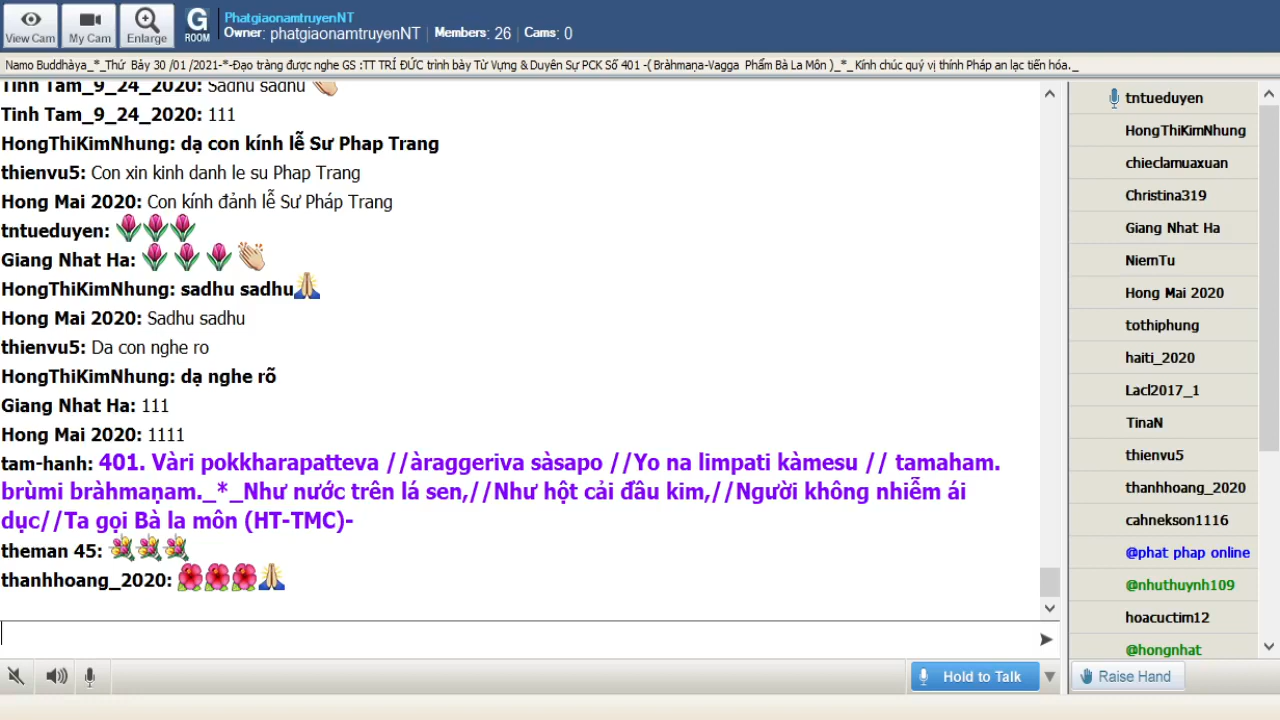 View Cam
My Cam
Enlarge
G
ROOM
PhatgiaonamtruyenNT
Owner: phatgiaonamtruyenNT | Members: 26 | Cams: 0
Namo Buddhàya_*_Thứ Bảy 30 /01 /2021-*-Đạo tràng được nghe GS :TT TRÍ ĐỨC trình bày Từ Vựng & Duyên Sự PCK Số 401 -( Bràhmaṇa-Vagga Phẩm Bà La Môn )_*_ Kính chúc quý vị thính Pháp an lạc tiến hóa._
Tinh Tam_9_24_2020: Sadhu sadhu
Tinh Tam_9_24_2020: 111
HongThiKimNhung: dạ con kính lễ Sư Phap Trang
thienvu5: Con xin kinh danh le su Phap Trang
Hong Mai 2020: Con kính đảnh lễ Sư Pháp Trang
tntueduyen:
Giang Nhat Ha:
HongThiKimNhung: sadhu sadhu
Hong Mai 2020: Sadhu sadhu
thienvu5: Da con nghe ro
HongThiKimNhung: dạ nghe rõ
Giang Nhat Ha: 111
Hong Mai 2020: 1111
tam-hanh: 401. Vàri pokkharapatteva //àraggeriva sàsapo //Yo na limpati kàmesu // tamaham.
brùmi bràhmaṇam._*_Như nước trên lá sen,//Như hột cải đầu kim,//Người không nhiễm ái
dục//Ta gọi Bà la môn (HT-TMC)-
theman 45:
thanhhoang_2020:
tntueduyen
HongThiKimNhung
chieclamuaxuan
Christina319
Giang Nhat Ha
NiemTu
Hong Mai 2020
tothiphung
haiti_2020
Lacl2017_1
TinaN
thienvu5
thanhhoang_2020
cahnekson1116
@phat phap online
@nhuthuynh109
hoacuctim12
@hongnhat
Hold to Talk
Raise Hand